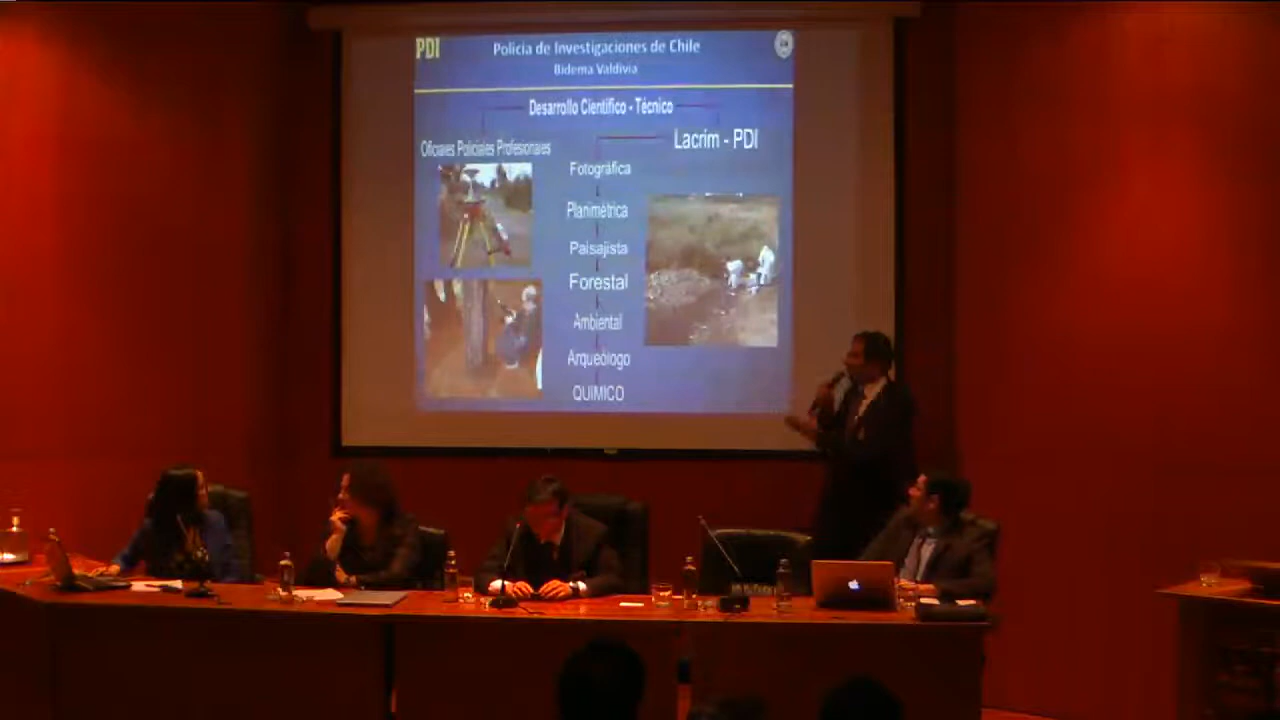 PDI
Policía de Investigaciones de Chile
Bidema Valdivia
Desarrollo Científico - Técnico
Oficiales Policiales Profesionales
Lacrim - PDI
Fotográfica
Planimétrica
Paisajista
Forestal
Ambiental
Arqueólogo
QUIMICO